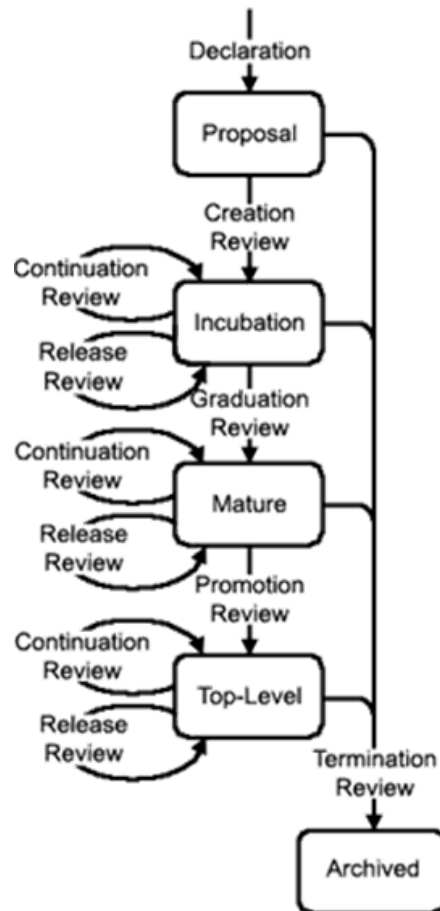 Declaration
Proposal
Creation
Review
Continuation
Review
Incubation
Release
Review
Graduation
Review
Continuation
Review
Mature
Release
Review
Promotion
Review
Continuation
Review
Top-Level
Release
Review
Termination
Review
Archived